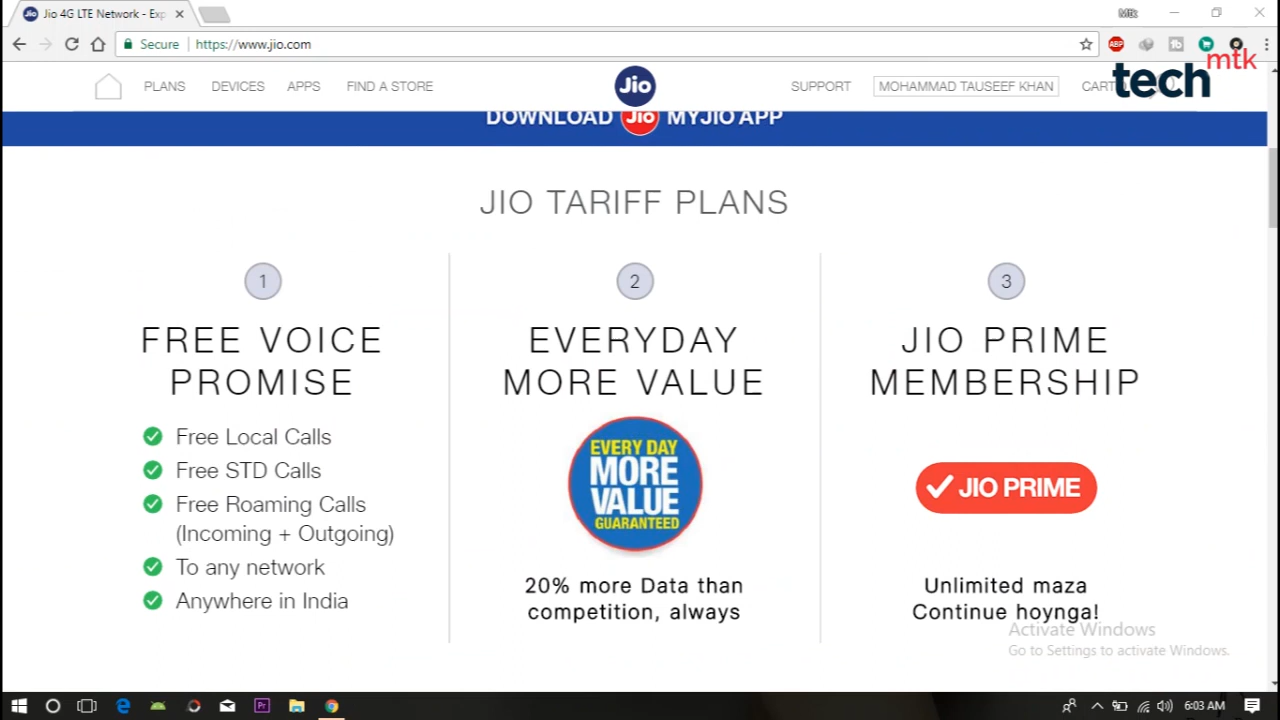 Jio 4G LTE Network - Exp
Mtk
Secure
https://www.jio.com
ABP
mtk
tech
PLANS
DEVICES
APPS
FIND A STORE
Jio
SUPPORT
MOHAMMAD TAUSEEF KHAN
CART
DOWNLOAD Jio MYJIO APP
JIO TARIFF PLANS
1
FREE VOICE
PROMISE
Free Local Calls
Free STD Calls
Free Roaming Calls
(Incoming + Outgoing)
To any network
Anywhere in India
2
EVERYDAY
MORE VALUE
EVERY DAY
MORE
VALUE
GUARANTEED
20% more Data than
competition, always
3
JIO PRIME
MEMBERSHIP
JIO PRIME
Unlimited maza
Continue hoynga!
Activate Windows
Go to Settings to activate Windows.
Pr
6:03 AM